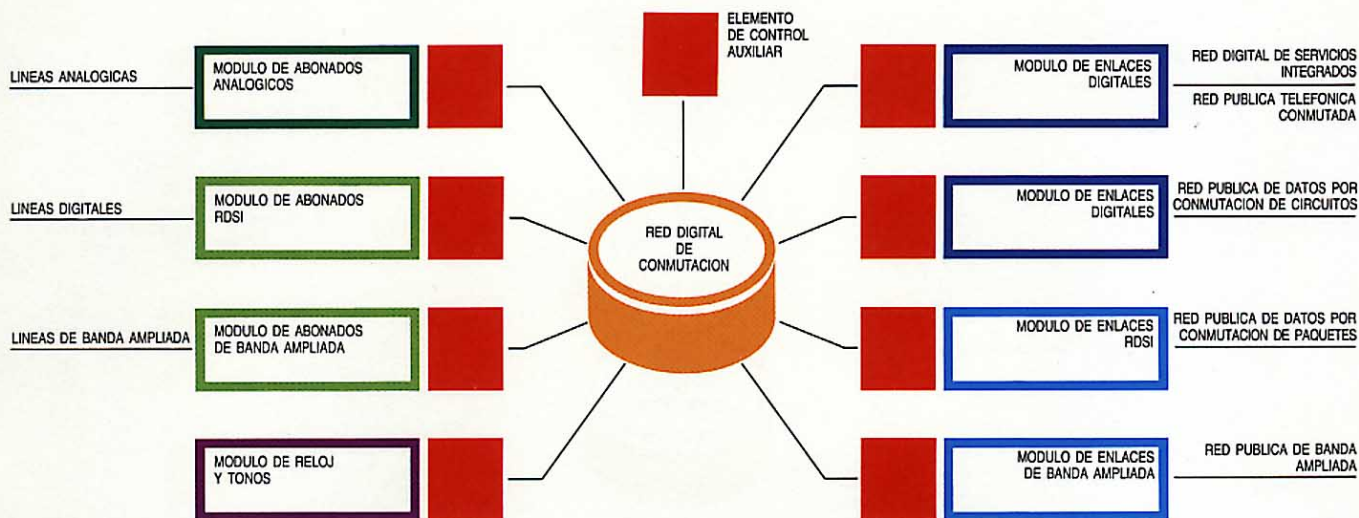 ELEMENTO
DE CONTROL
AUXILIAR
LINEAS ANALOGICAS
MODULO DE ABONADOS
ANALOGICOS
MODULO DE ENLACES
DIGITALES
RED DIGITAL DE SERVICIOS
INTEGRADOS
RED PUBLICA TELEFONICA
CONMUTADA
LINEAS DIGITALES
MODULO DE ABONADOS
RDSI
RED DIGITAL
DE
CONMUTACION
MODULO DE ENLACES
DIGITALES
RED PUBLICA DE DATOS POR
CONMUTACION DE CIRCUITOS
LINEAS DE BANDA AMPLIADA
MODULO DE ABONADOS
DE BANDA AMPLIADA
MODULO DE ENLACES
RDSI
RED PUBLICA DE DATOS POR
CONMUTACION DE PAQUETES
MODULO DE RELOJ
Y TONOS
MODULO DE ENLACES
DE BANDA AMPLIADA
RED PUBLICA DE BANDA
AMPLIADA